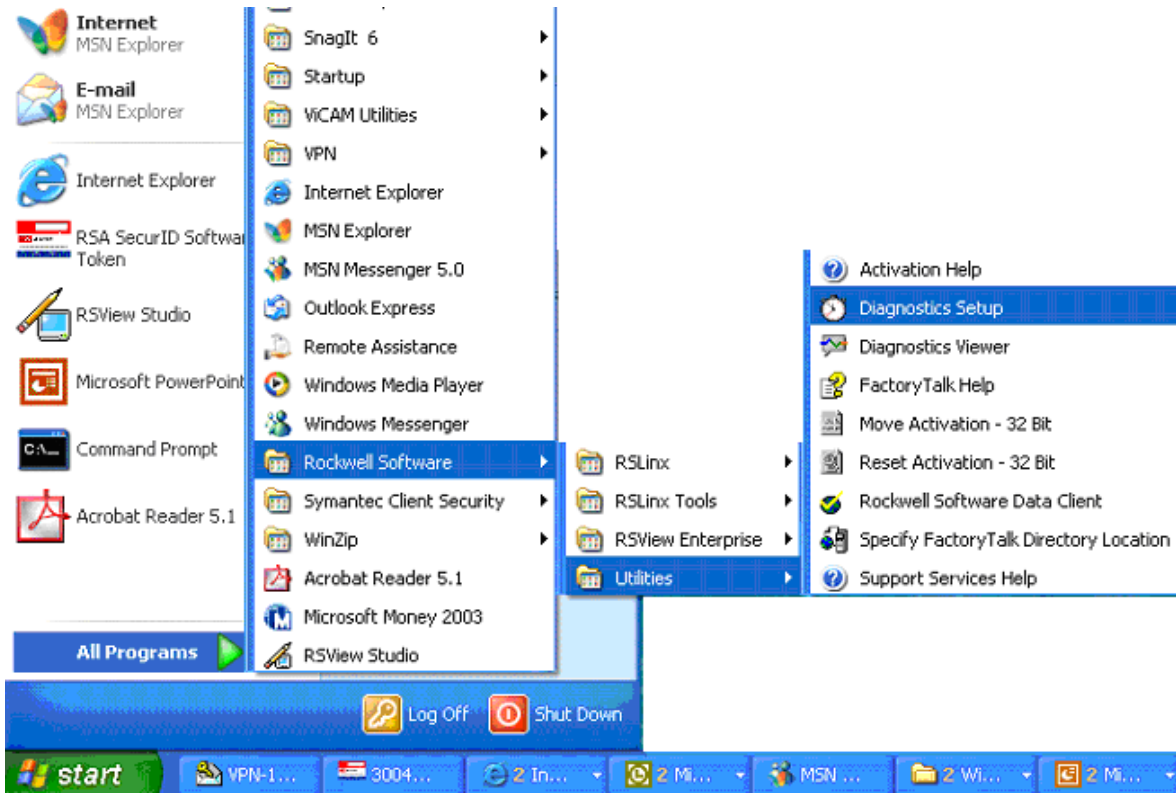 Internet
MSN Explorer
E-mail
MSN Explorer
Internet Explorer
RSA SecurID Softwa
Token
RSView Studio
Microsoft PowerPoint
C:\_
Command Prompt
Acrobat Reader 5.1
All Programs
SnagIt 6
Startup
ViCAM Utilities
VPN
Internet Explorer
MSN Explorer
MSN Messenger 5.0
Outlook Express
Remote Assistance
Windows Media Player
Windows Messenger
Rockwell Software
Symantec Client Security
WinZip
Acrobat Reader 5.1
Microsoft Money 2003
RSView Studio
RSLinx
RSLinx Tools
RSView Enterprise
Utilities
Activation Help
Diagnostics Setup
Diagnostics Viewer
FactoryTalk Help
Move Activation - 32 Bit
Reset Activation - 32 Bit
Rockwell Software Data Client
Specify FactoryTalk Directory Location
Support Services Help
Log Off
Shut Down
start
VPN-1...
3004...
2 In...
2 Mi...
MSN ...
2 Wi...
2 Mi...